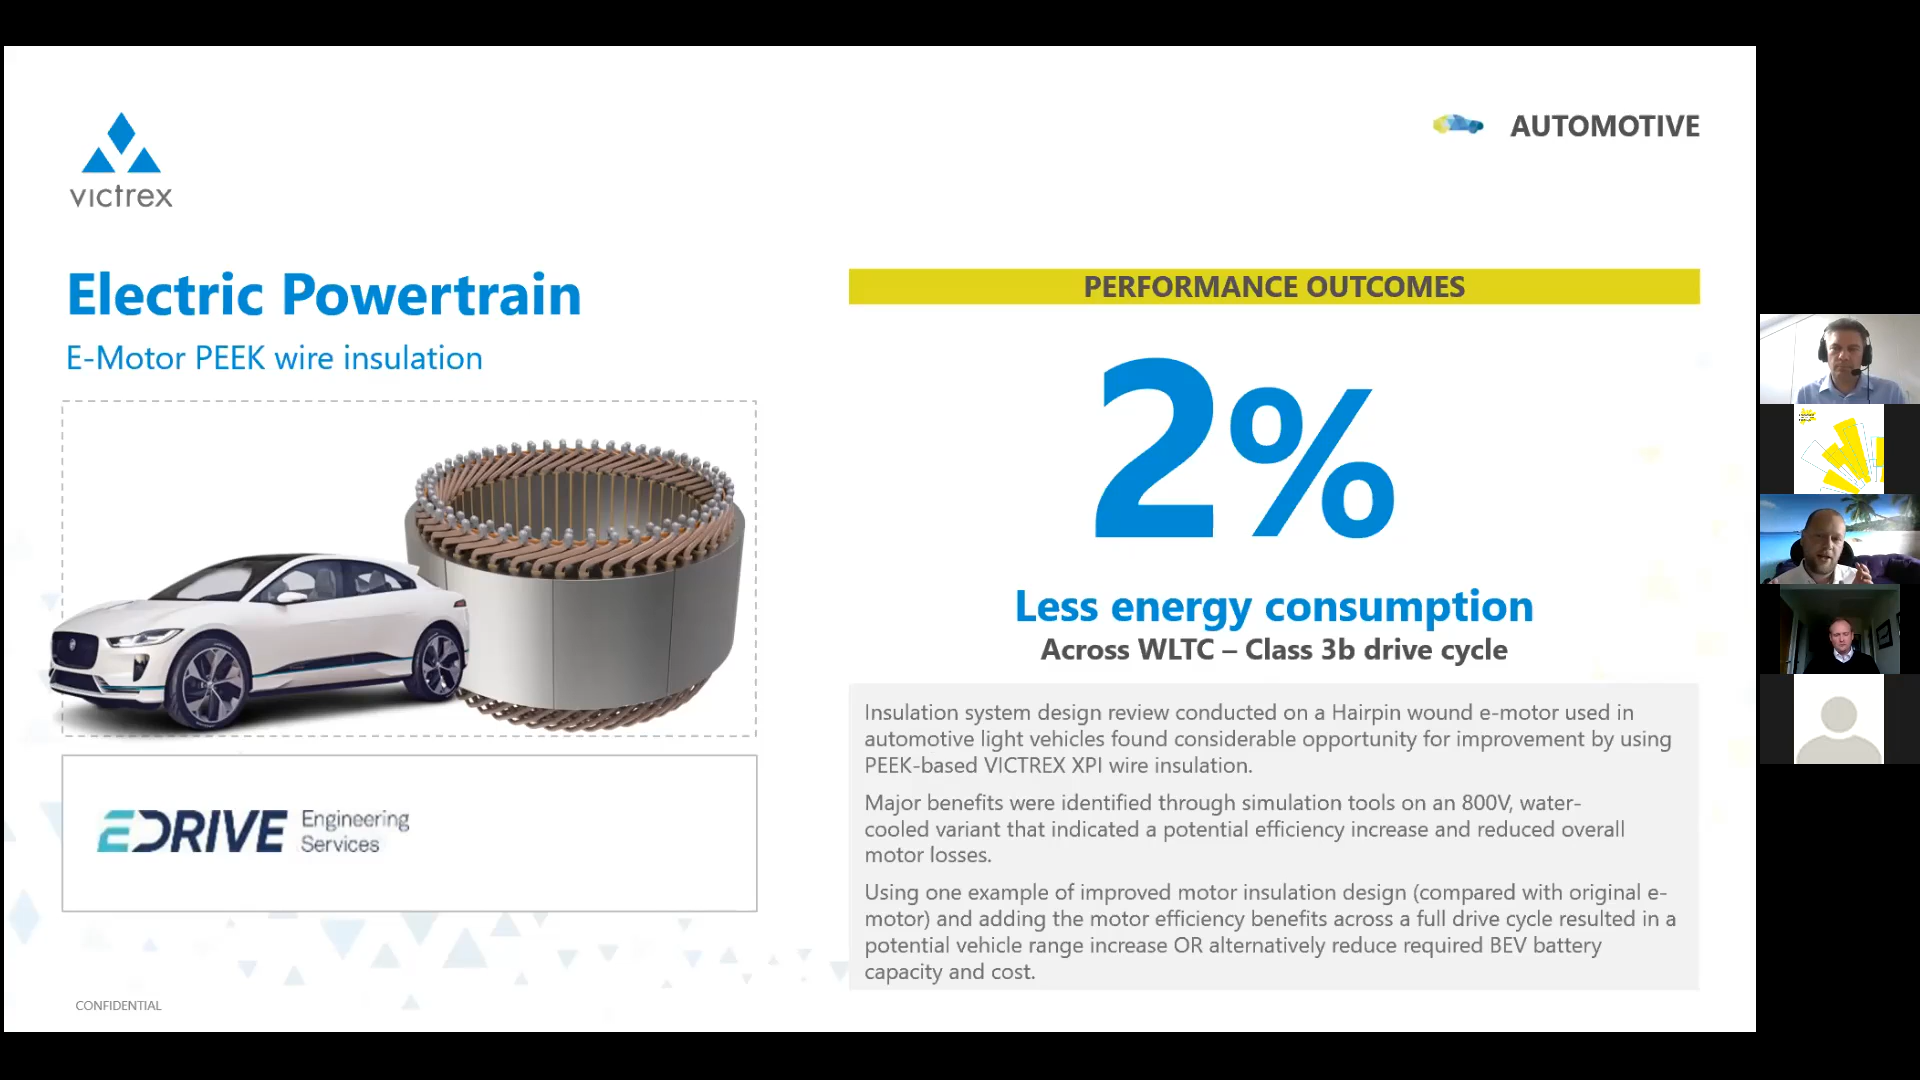 victrex
AUTOMOTIVE
Electric Powertrain
E-Motor PEEK wire insulation
EDRIVE Engineering
Services
CONFIDENTIAL
PERFORMANCE OUTCOMES
2%
Less energy consumption
Across WLTC – Class 3b drive cycle
Insulation system design review conducted on a Hairpin wound e-motor used in
automotive light vehicles found considerable opportunity for improvement by using
PEEK-based VICTREX XPI wire insulation.
Major benefits were identified through simulation tools on an 800V, water-
cooled variant that indicated a potential efficiency increase and reduced overall
motor losses.
Using one example of improved motor insulation design (compared with original e-
motor) and adding the motor efficiency benefits across a full drive cycle resulted in a
potential vehicle range increase OR alternatively reduce required BEV battery
capacity and cost.